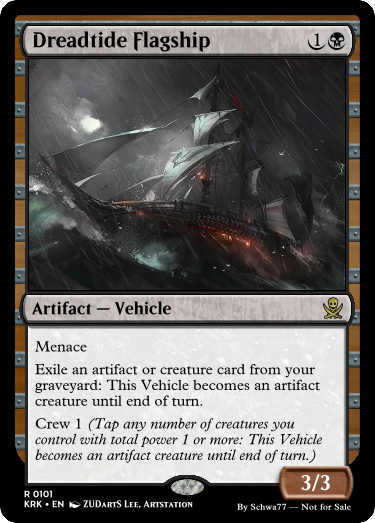 Dreadtide Flagship 1
Artifact — Vehicle
Menace
Exile an artifact or creature card from your
graveyard: This Vehicle becomes an artifact
creature until end of turn.
Crew 1 (Tap any number of creatures you
control with total power 1 or more: This Vehicle
becomes an artifact creature until end of turn.)
3/3
R 0101
KRK • EN ZUDartS Lee, Artstation
By Schwa77 — Not for Sale